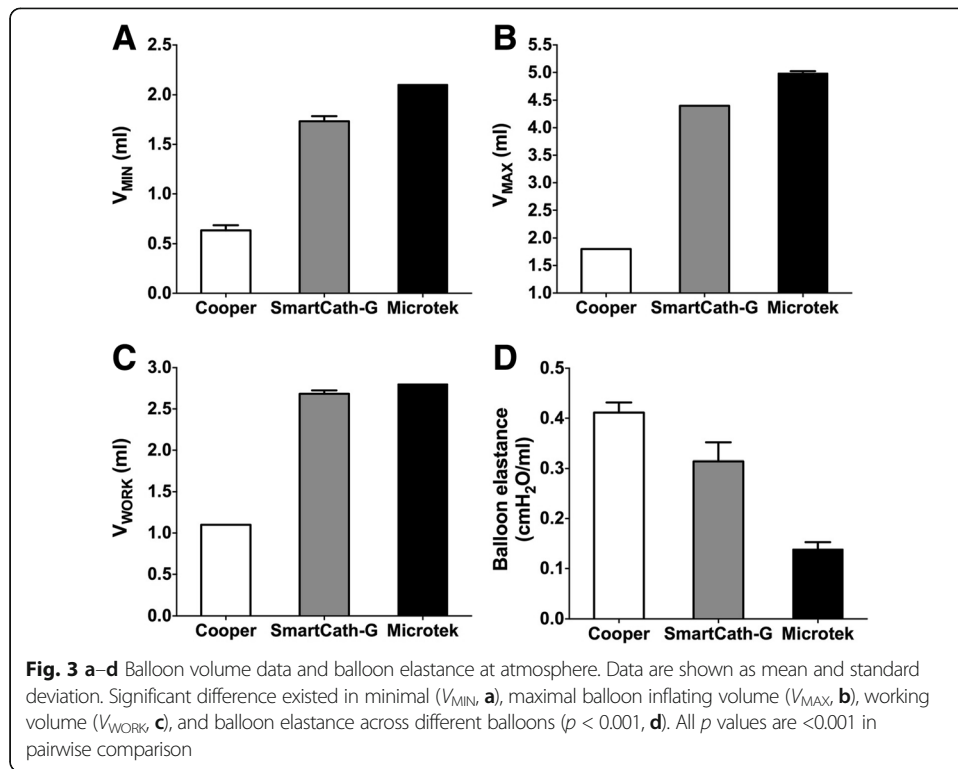 A
V_MIN (ml)
2.5
2.0
1.5
1.0
0.5
0.0
Cooper SmartCath-G Microtek
B
V_MAX (ml)
5.5
5.0
4.5
4.0
3.5
3.0
2.5
2.0
1.5
1.0
Cooper SmartCath-G Microtek
C
V_WORK (ml)
3.0
2.5
2.0
1.5
1.0
0.5
0.0
Cooper SmartCath-G Microtek
D
Balloon elastance
(cmH₂O/ml)
0.5
0.4
0.3
0.2
0.1
0.0
Cooper SmartCath-G Microtek
Fig. 3 a–d Balloon volume data and balloon elastance at atmosphere. Data are shown as mean and standard
deviation. Significant difference existed in minimal (V_MIN, a), maximal balloon inflating volume (V_MAX, b), working
volume (V_WORK, c), and balloon elastance across different balloons (p < 0.001, d). All p values are <0.001 in
pairwise comparison